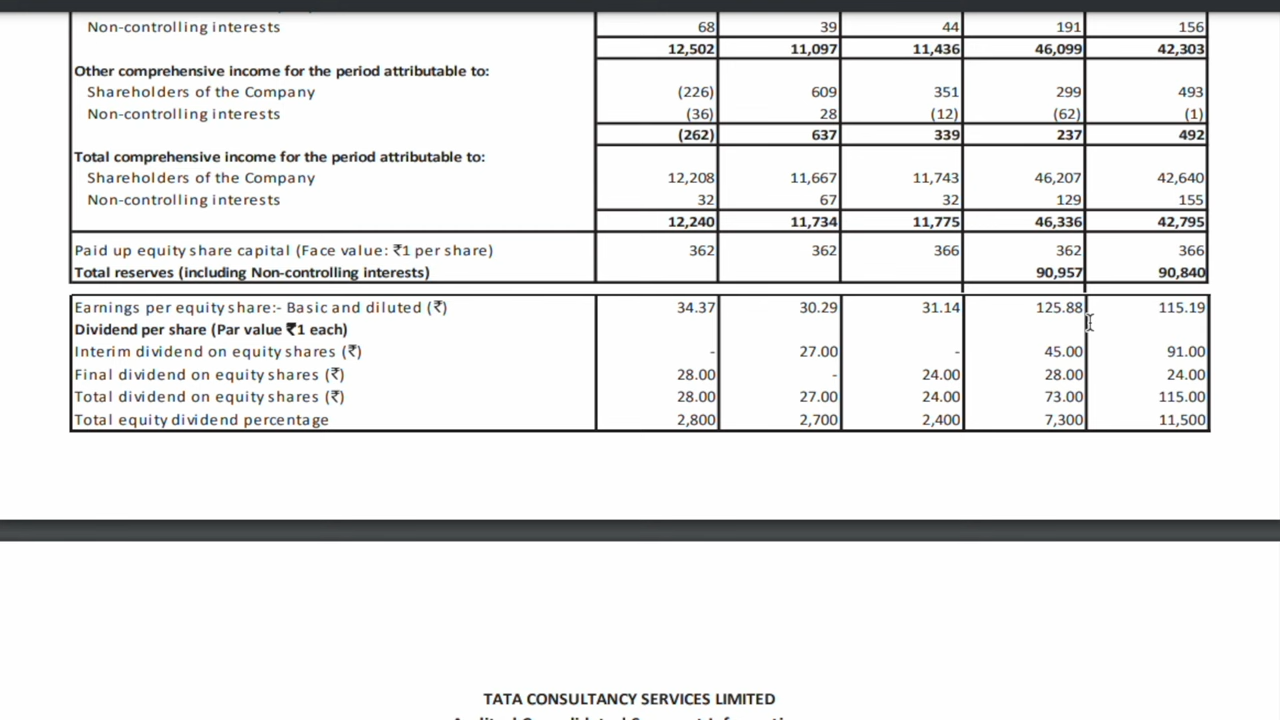 Non-controlling interests 68 39 44 191 156
12,502 11,097 11,436 46,099 42,303
Other comprehensive income for the period attributable to:
Shareholders of the Company (226) 609 351 299 493
Non-controlling interests (36) 28 (12) (62) (1)
(262) 637 339 237 492
Total comprehensive income for the period attributable to:
Shareholders of the Company 12,208 11,667 11,743 46,207 42,640
Non-controlling interests 32 67 32 129 155
12,240 11,734 11,775 46,336 42,795
Paid up equity share capital (Face value: ₹1 per share) 362 362 366 362 366
Total reserves (including Non-controlling interests) 90,957 90,840
Earnings per equity share:- Basic and diluted (₹) 34.37 30.29 31.14 125.88 115.19
Dividend per share (Par value ₹1 each)
Interim dividend on equity shares (₹) - 27.00 - 45.00 91.00
Final dividend on equity shares (₹) 28.00 - 24.00 28.00 24.00
Total dividend on equity shares (₹) 28.00 27.00 24.00 73.00 115.00
Total equity dividend percentage 2,800 2,700 2,400 7,300 11,500
TATA CONSULTANCY SERVICES LIMITED